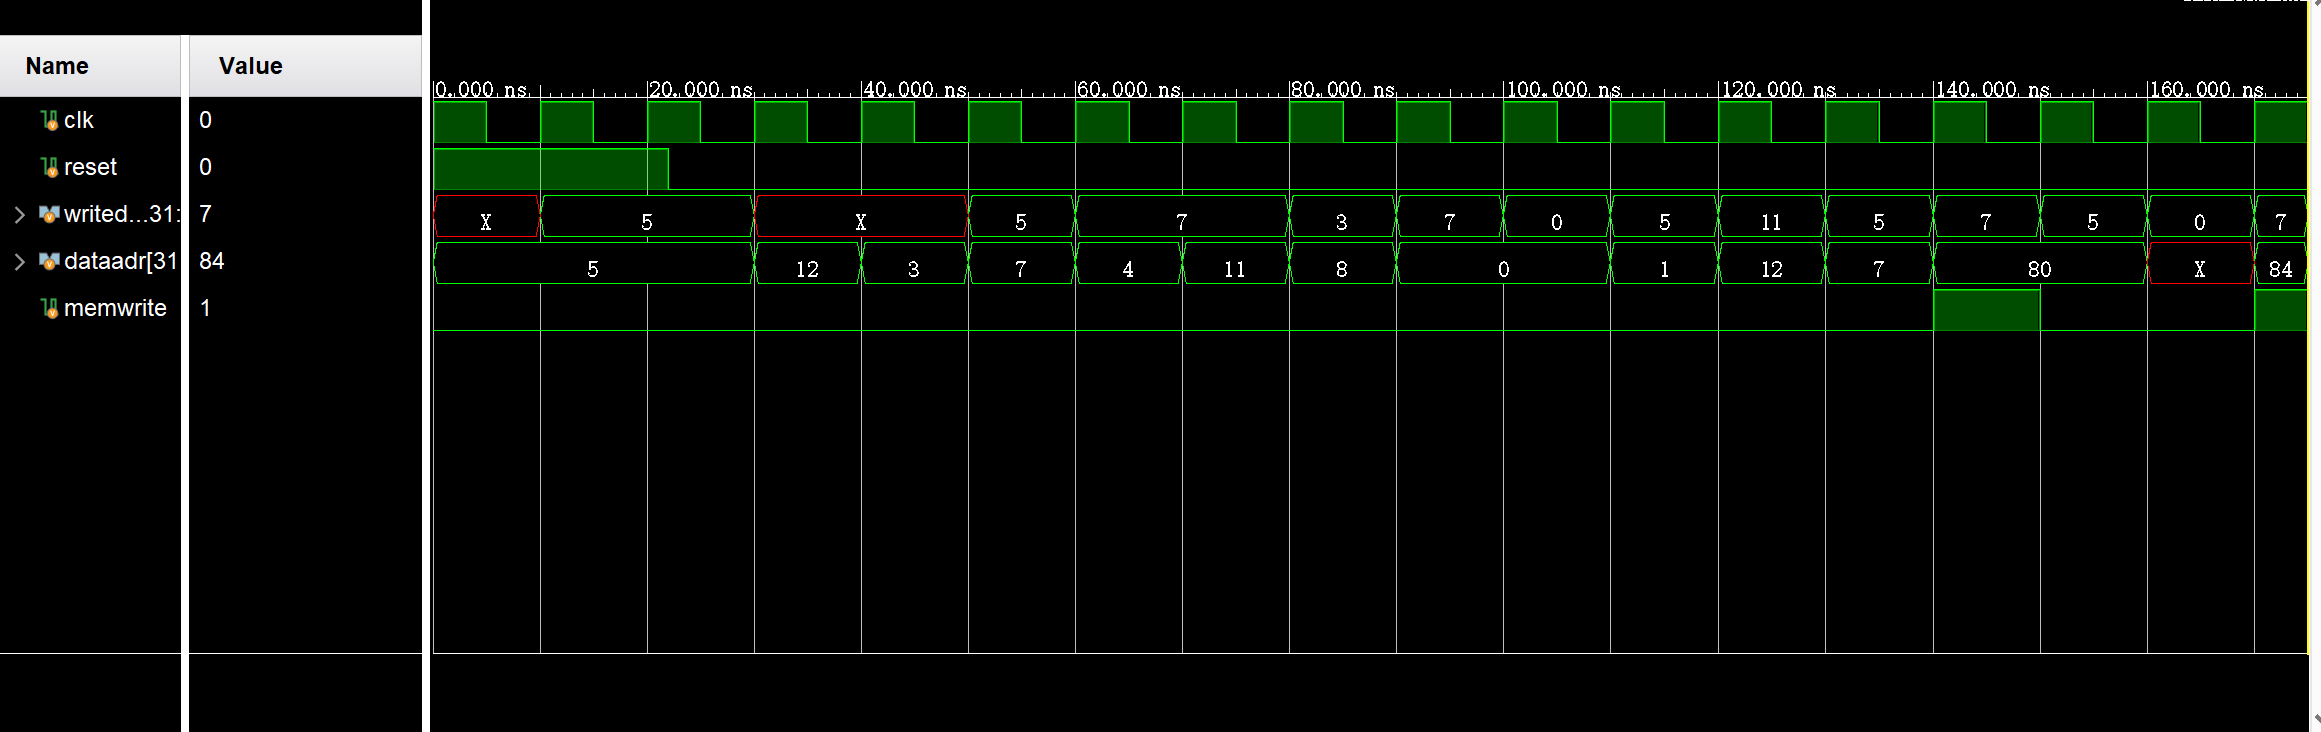 Name Value
0.000 ns 20.000 ns 40.000 ns 60.000 ns 80.000 ns 100.000 ns 120.000 ns 140.000 ns 160.000 ns
clk 0
reset 0
writed...31: 7 X 5 X 5 7 3 7 0 5 11 5 7 5 0 7
dataadr[31 84 5 12 3 7 4 11 8 0 1 12 7 80 X 84
memwrite 1